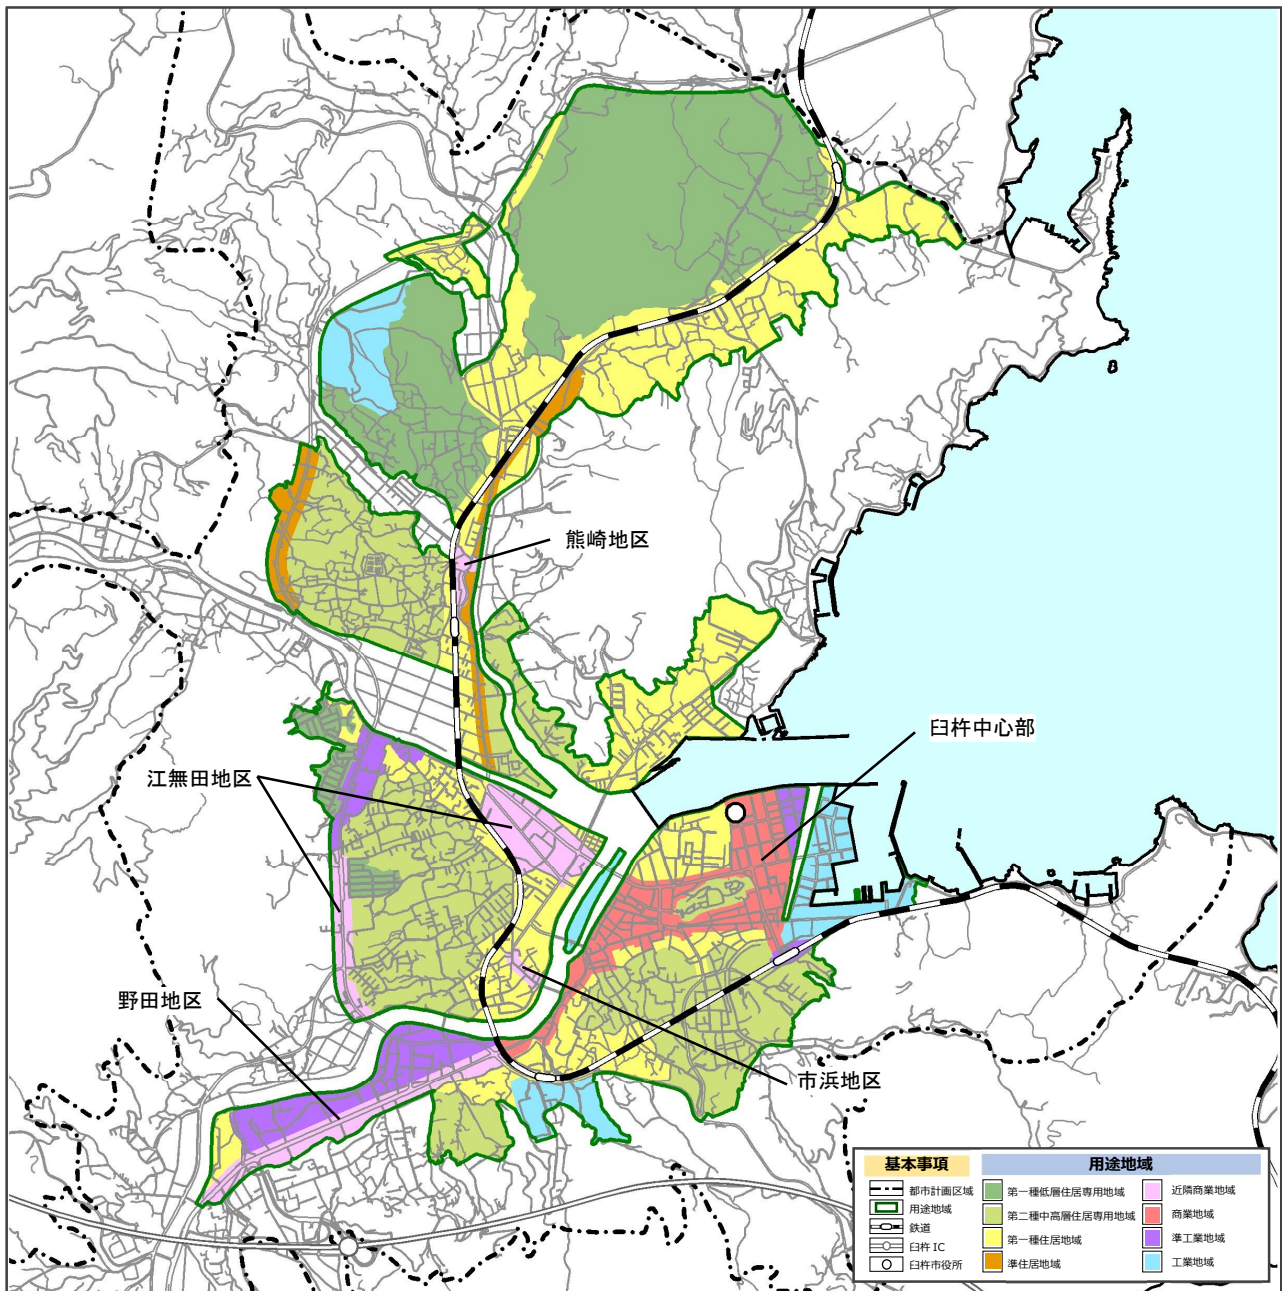 熊崎地区
臼杵中心部
江無田地区
野田地区
市浜地区
基本事項
用途地域
都市計画区域
用途地域
鉄道
臼杵 IC
臼杵市役所
第一種低層住居専用地域
第二種中高層住居専用地域
第一種住居地域
準住居地域
近隣商業地域
商業地域
準工業地域
工業地域